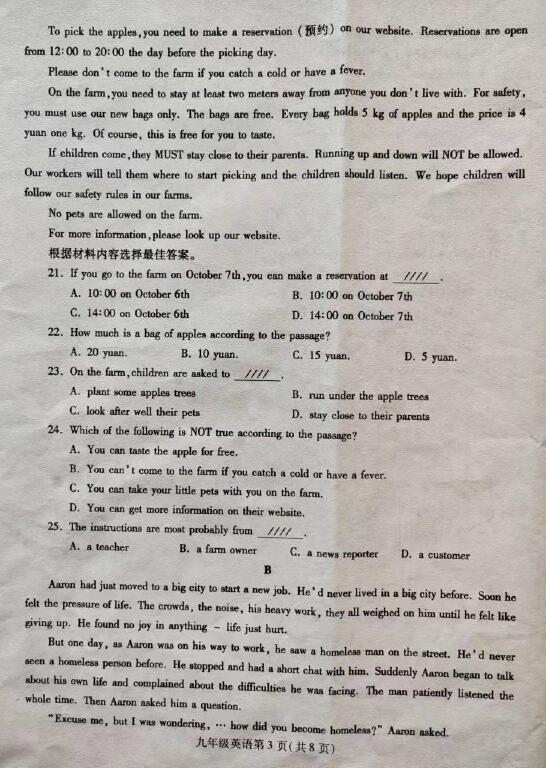 To pick the apples,you need to make a reservation (预约) on our website. Reservations are open
from 12:00 to 20:00 the day before the picking day.
Please don't come to the farm if you catch a cold or have a fever.
On the farm,you need to stay at least two meters away from anyone you don't live with. For safety,
you must use our new bags only. The bags are free. Every bag holds 5 kg of apples and the price is 4
yuan one kg. Of course, this is free for you to taste.
If children come,they MUST stay close to their parents. Running up and down will NOT be allowed.
Our workers will tell them where to start picking and the children should listen. We hope children will
follow our safety rules in our farms.
No pets are allowed on the farm.
For more information,please look up our website.
根据材料内容选择最佳答案。
21. If you go to the farm on October 7th,you can make a reservation at ////.
A. 10:00 on October 6th B. 10:00 on October 7th
C. 14:00 on October 6th D. 14:00 on October 7th
22. How much is a bag of apples according to the passage?
A. 20 yuan. B. 10 yuan. C. 15 yuan. D. 5 yuan.
23. On the farm,children are asked to ////.
A. plant some apples trees B. run under the apple trees
C. look after well their pets D. stay close to their parents
24. Which of the following is NOT true according to the passage?
A. You can taste the apple for free.
B. You can't come to the farm if you catch a cold or have a fever.
C. You can take your little pets with you on the farm.
D. You can get more information on their website.
25. The instructions are most probably from ////.
A. a teacher B. a farm owner C. a news reporter D. a customer
B
Aaron had just moved to a big city to start a new job. He'd never lived in a big city before. Soon he
felt the pressure of life. The crowds, the noise, his heavy work, they all weighed on him until he felt like
giving up. He found no joy in anything - life just hurt.
But one day, as Aaron was on his way to work, he saw a homeless man on the street. He'd never
seen a homeless person before. He stopped and had a short chat with him. Suddenly Aaron began to talk
about his own life and complained about the difficulties he was facing. The man patiently listened the
whole time. Then Aaron asked him a question.
"Excuse me, but I was wondering, … how did you become homeless?" Aaron asked.
九年级英语第3页(共8页)